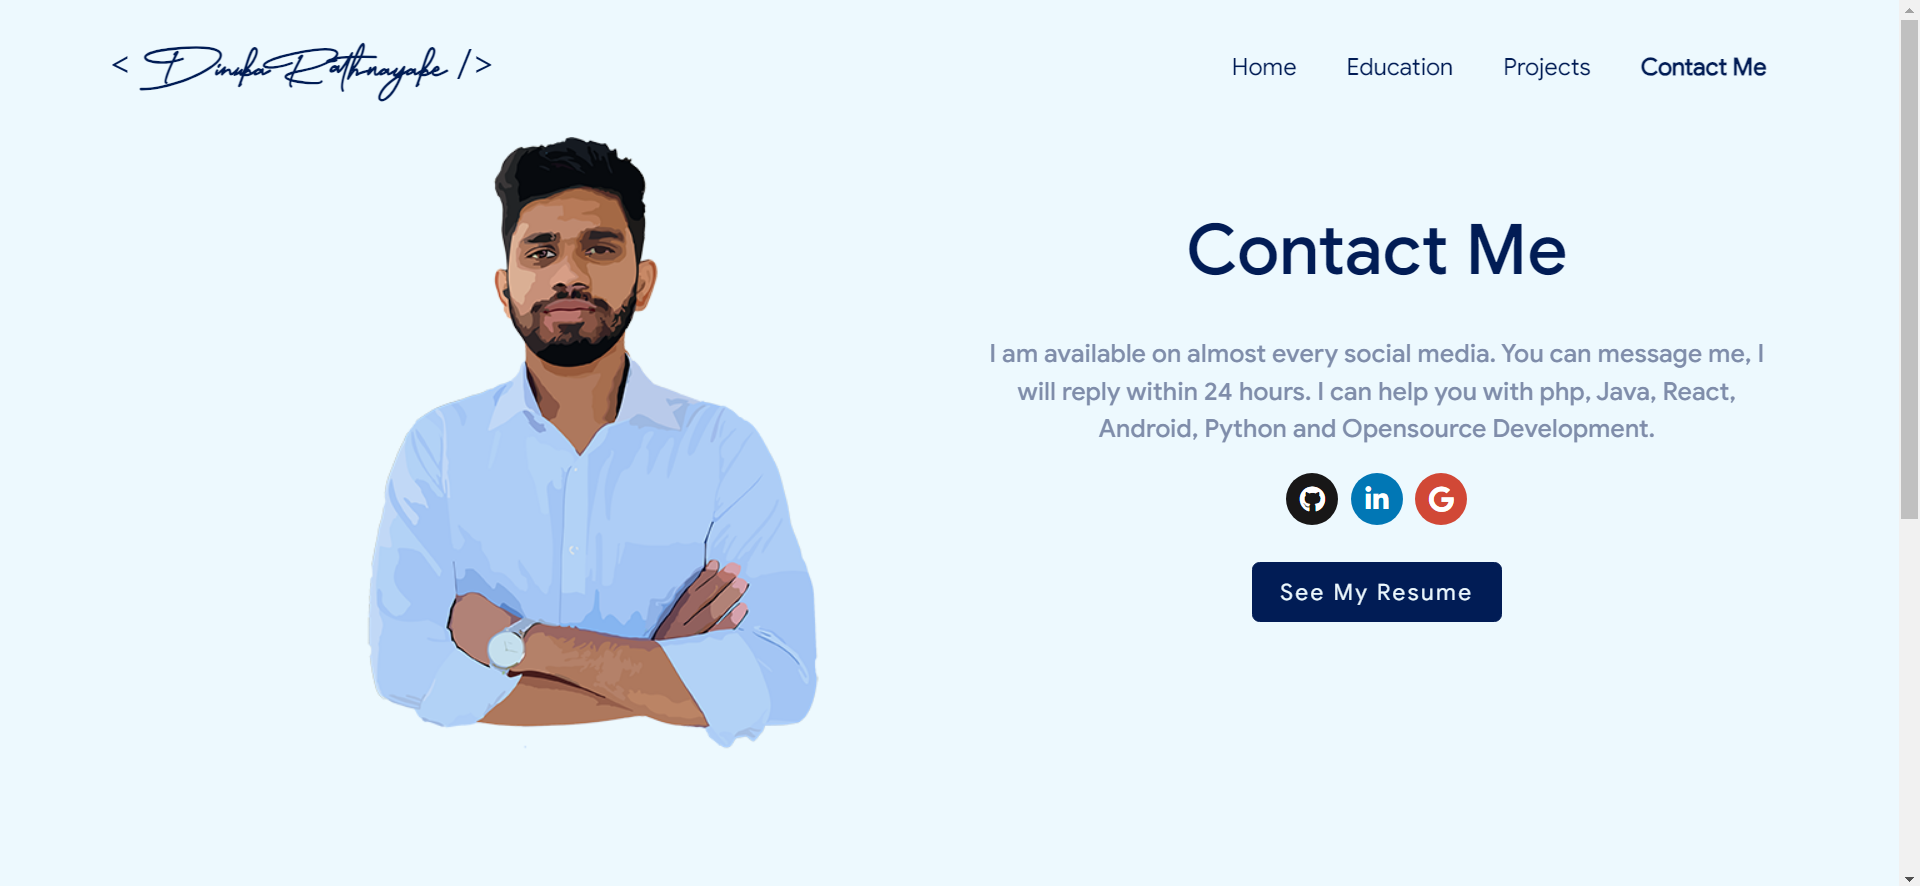 < Dinuka Rathnayake />
Home Education Projects Contact Me
Contact Me
I am available on almost every social media. You can message me, I
will reply within 24 hours. I can help you with php, Java, React,
Android, Python and Opensource Development.
in G
See My Resume